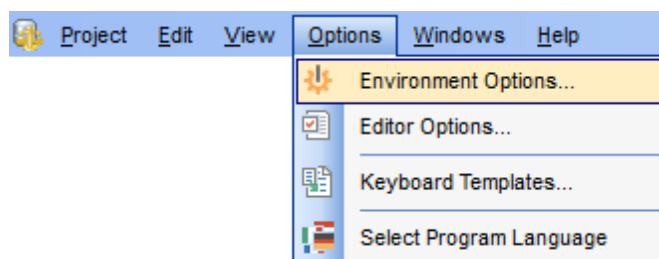 Project Edit View Options Windows Help
Environment Options...
Editor Options...
Keyboard Templates...
Select Program Language